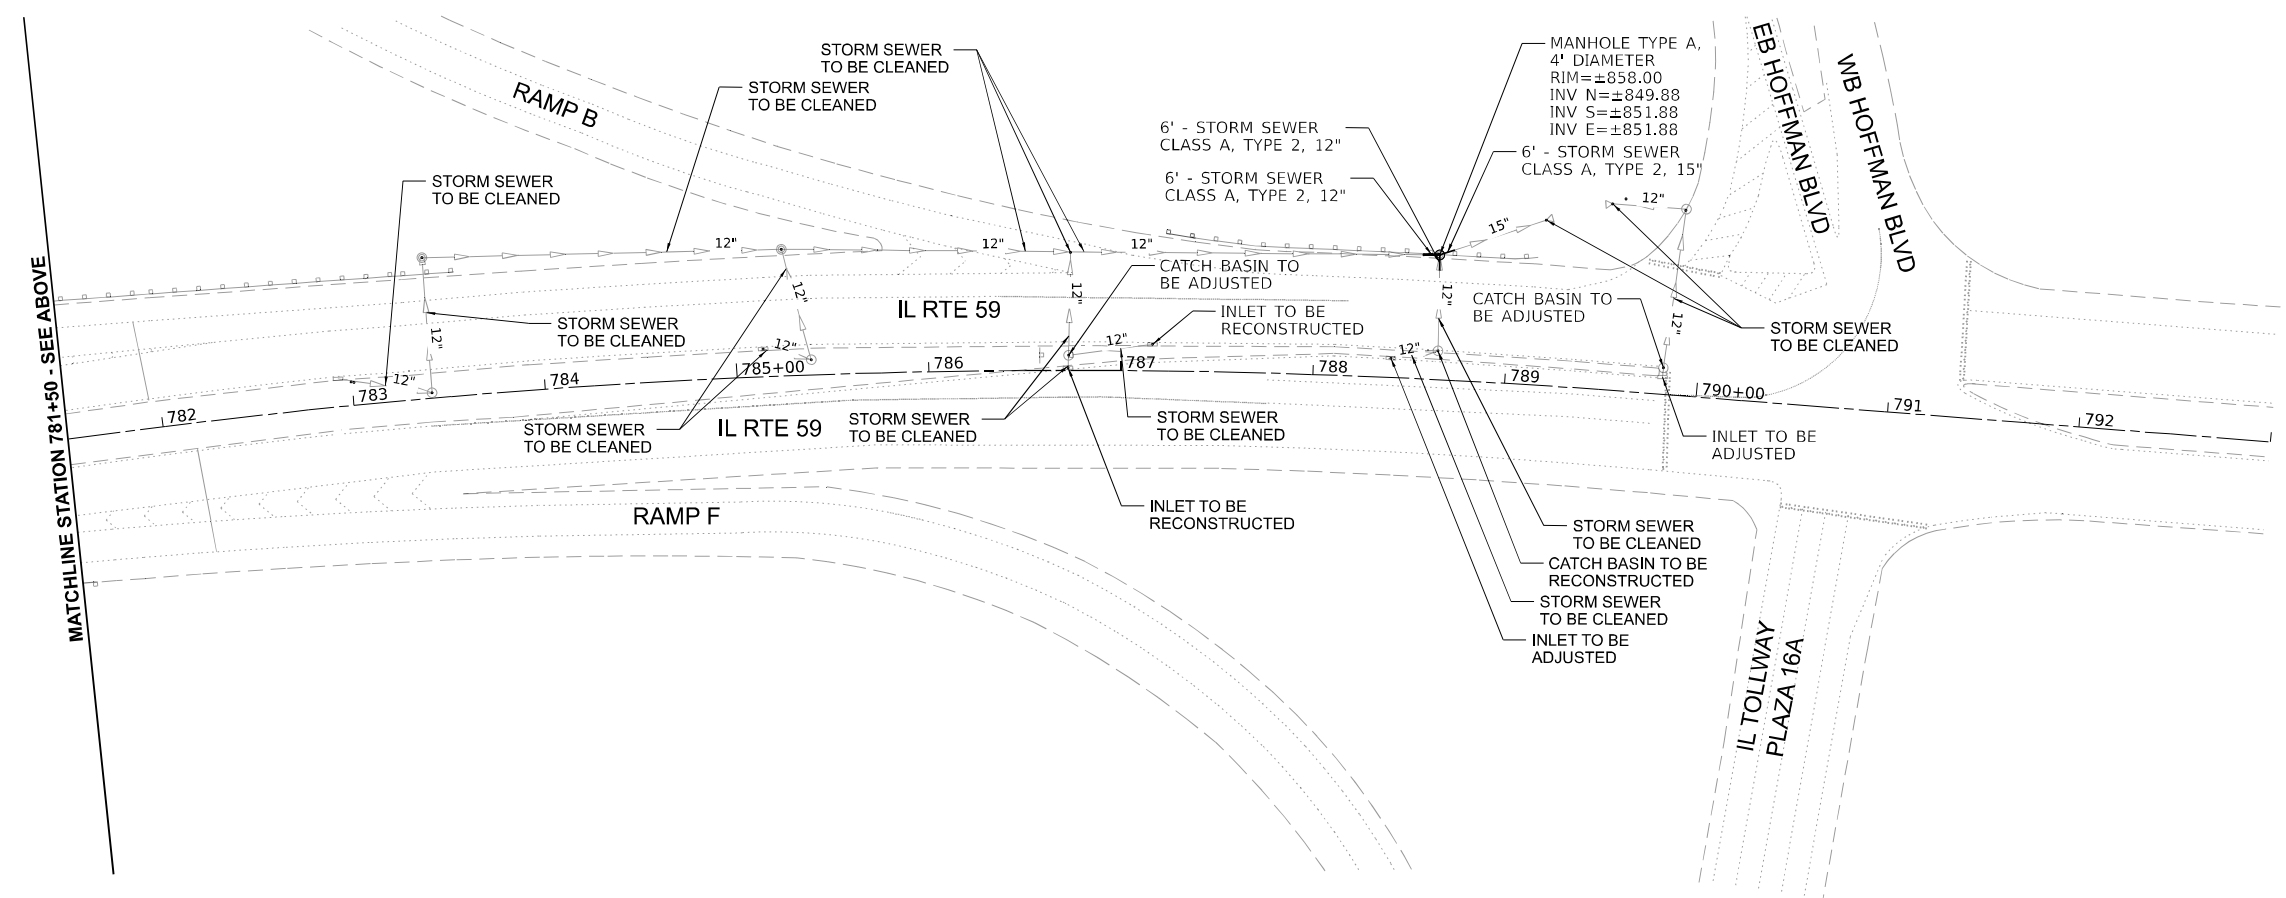 STORM SEWER
TO BE CLEANED
STORM SEWER
TO BE CLEANED
RAMP B
STORM SEWER
TO BE CLEANED
6' - STORM SEWER
CLASS A, TYPE 2, 12"
6' - STORM SEWER
CLASS A, TYPE 2, 12"
MANHOLE TYPE A,
4' DIAMETER
RIM=±858.00
INV N=±849.88
INV S=±851.88
INV E=±851.88
6' - STORM SEWER
CLASS A, TYPE 2, 15"
EB HOFFMAN BLVD
WB HOFFMAN BLVD
12"
12"
12"
15"
12"
MATCHLINE STATION 781+50 - SEE ABOVE
CATCH BASIN TO
BE ADJUSTED
12"
12"
12"
12"
12"
IL RTE 59
INLET TO BE
RECONSTRUCTED
CATCH BASIN TO
BE ADJUSTED
STORM SEWER
TO BE CLEANED
STORM SEWER
TO BE CLEANED
12"
12"
12"
12"
782
783
784
785+00
786
787
788
789
790+00
791
792
STORM SEWER
TO BE CLEANED
IL RTE 59
STORM SEWER
TO BE CLEANED
STORM SEWER
TO BE CLEANED
INLET TO BE
ADJUSTED
RAMP F
INLET TO BE
RECONSTRUCTED
STORM SEWER
TO BE CLEANED
CATCH BASIN TO BE
RECONSTRUCTED
STORM SEWER
TO BE CLEANED
INLET TO BE
ADJUSTED
IL TOLLWAY
PLAZA 16A